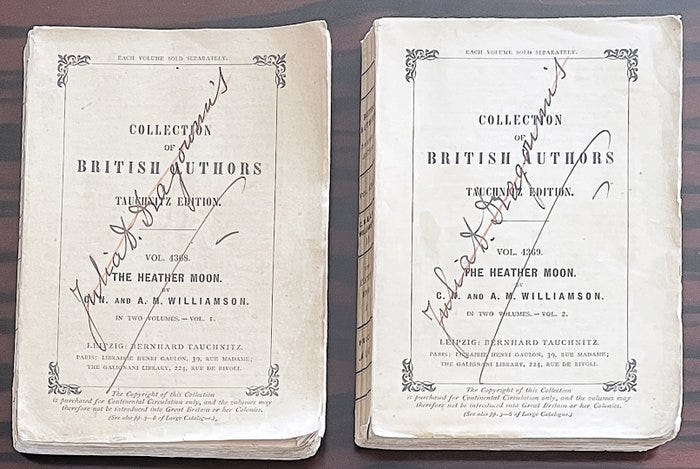 EACH VOLUME SOLD SEPARATELY.
COLLECTION
OF
BRITISH AUTHORS
TAUCHNITZ EDITION.
VOL. 4368.
THE HEATHER MOON.
BY
C. N. AND A. M. WILLIAMSON.
IN TWO VOLUMES. — VOL. 1.
LEIPZIG: BERNHARD TAUCHNITZ.
PARIS: LIBRAIRIE HENRI GAULON, 39, RUE MADAME;
THE GALIGNANI LIBRARY, 224, RUE DE RIVOLI.
The Copyright of this Collection
is purchased for Continental Circulation only, and the volumes may
therefore not be introduced into Great Britain or her Colonies.
(See also pp. 3–6 of Large Catalogue.)
Julia D. Dragoumis
EACH VOLUME SOLD SEPARATELY.
COLLECTION
OF
BRITISH AUTHORS
TAUCHNITZ EDITION.
VOL. 4369.
THE HEATHER MOON.
BY
C. N. AND A. M. WILLIAMSON.
IN TWO VOLUMES. — VOL. 2.
LEIPZIG: BERNHARD TAUCHNITZ.
PARIS: LIBRAIRIE HENRI GAULON, 39, RUE MADAME;
THE GALIGNANI LIBRARY, 224, RUE DE RIVOLI.
The Copyright of this Collection
is purchased for Continental Circulation only, and the volumes may
therefore not be introduced into Great Britain or her Colonies.
(See also pp. 3–6 of Large Catalogue.)
Julia D. Dragoumis